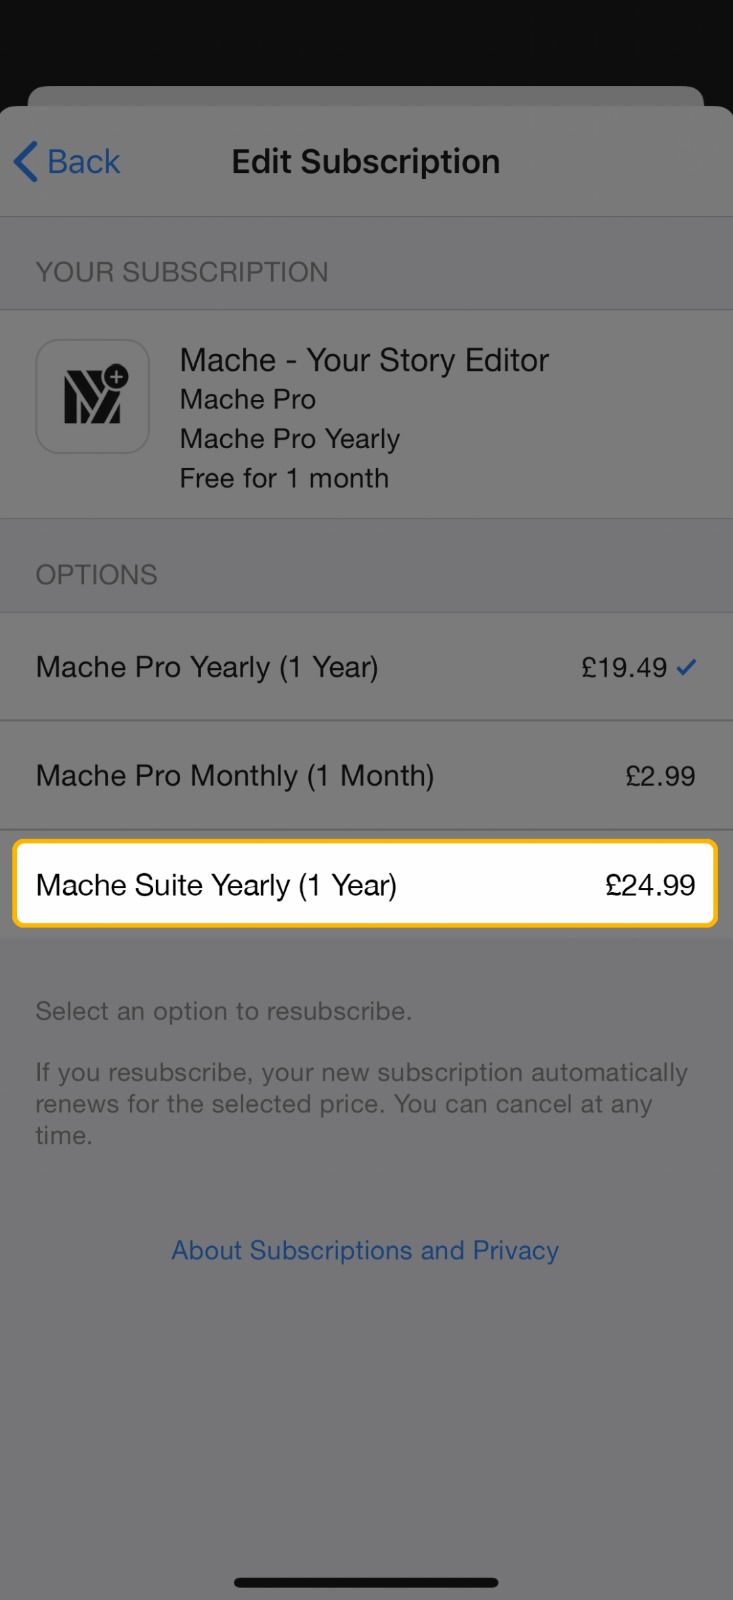 Back
Edit Subscription
YOUR SUBSCRIPTION
Mache - Your Story Editor
Mache Pro
Mache Pro Yearly
Free for 1 month
OPTIONS
Mache Pro Yearly (1 Year) £19.49
Mache Pro Monthly (1 Month) £2.99
Mache Suite Yearly (1 Year) £24.99
Select an option to resubscribe.
If you resubscribe, your new subscription automatically
renews for the selected price. You can cancel at any
time.
About Subscriptions and Privacy